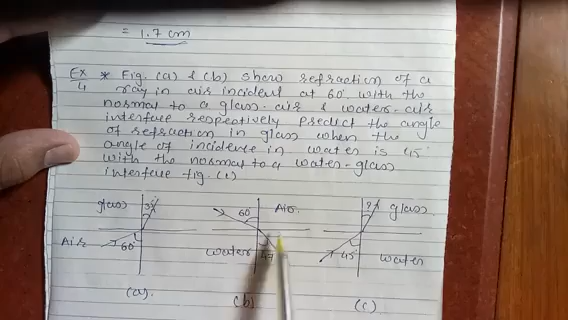 = 1.7 cm
Ex 4 * Fig. (a) & (b) show refraction of a
ray in air incident at 60° with the
normal to a glass-air & water-air
interface respectively predict the angle
of refraction in glass when the
angle of incidence in water is 45°
with the normal to a water-glass
interface fig. (c)
glass
Air 60°
(a).
60° Air.
water 47
(b)
? glass
45° water
(c)